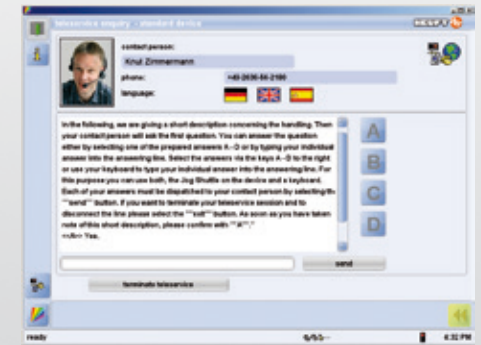 teleservice enquiry - standard device
contact person:
Knut Zimmermann
phone:
language:
In the following, we are giving a short description concerning the handling. Then
your contact person will ask the first question. You can answer the question
either by selecting one of the prepared answers A - D or by typing your individual
answer into the answering line. Select the answers via the keys A - D to the right
or use your keyboard to type your individual answer into the answering line. For
this purpose you can use both, the Jog Shuttle on the device and a keyboard.
Each of your answers must be dispatched to your contact person by selecting th
""send"" button. If you want to terminate your teleservice session and to
disconnect the line please select the ""exit"" button. As soon as you have taken
note of this short description, please confirm with ""A"".
<<A>> Yes.
A
B
C
D
send
terminate teleservice
ready
4:32 PM